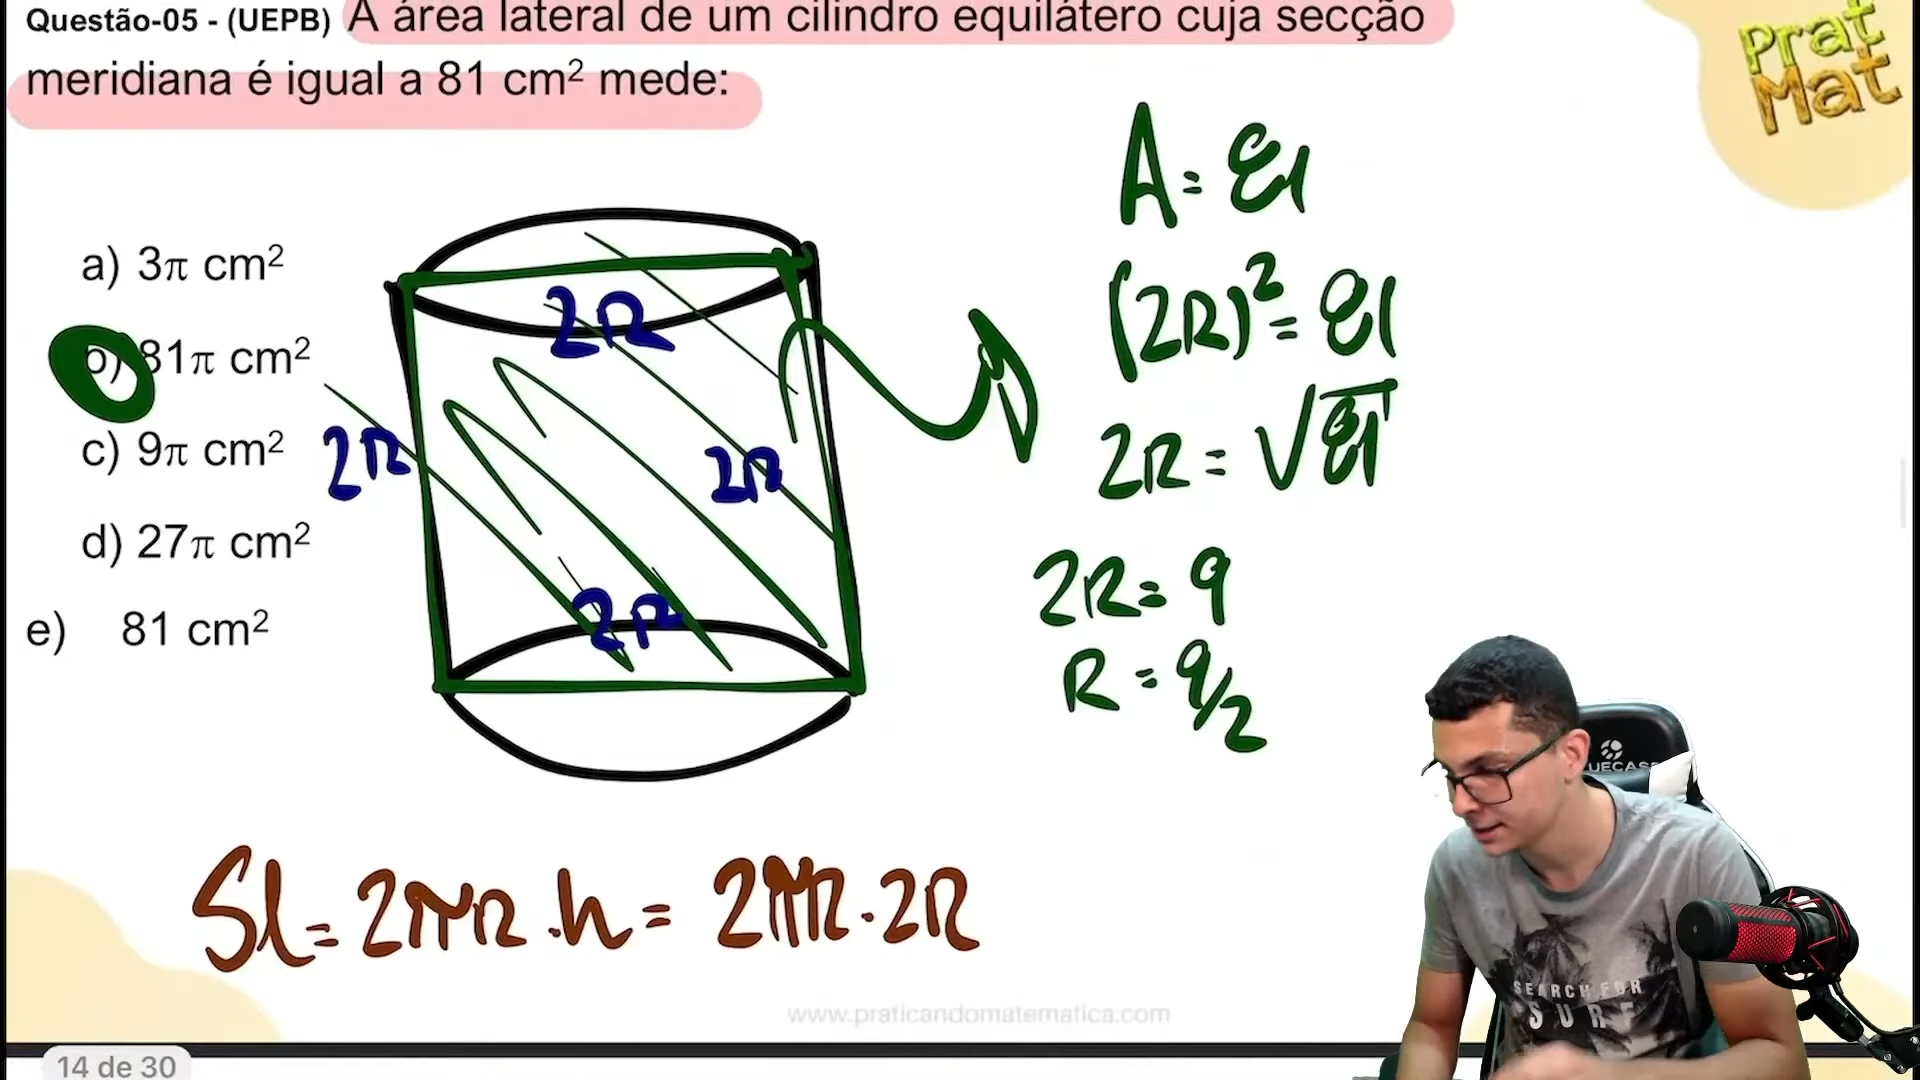 Questão-05 - (UEPB) A área lateral de um cilindro equilátero cuja secção
meridiana é igual a 81 cm² mede:
Prat
Mat
a) 3π cm²
b) 81π cm²
c) 9π cm²
d) 27π cm²
e) 81 cm²
2R
2R
2R
2R
A = 81
(2R)² = 81
2R = √81
2R = 9
R = 9/2
Sl = 2πR . h = 2πR . 2R
UECAS
SEARCH FOR
SURF
www.praticandomatematica.com
14 de 30